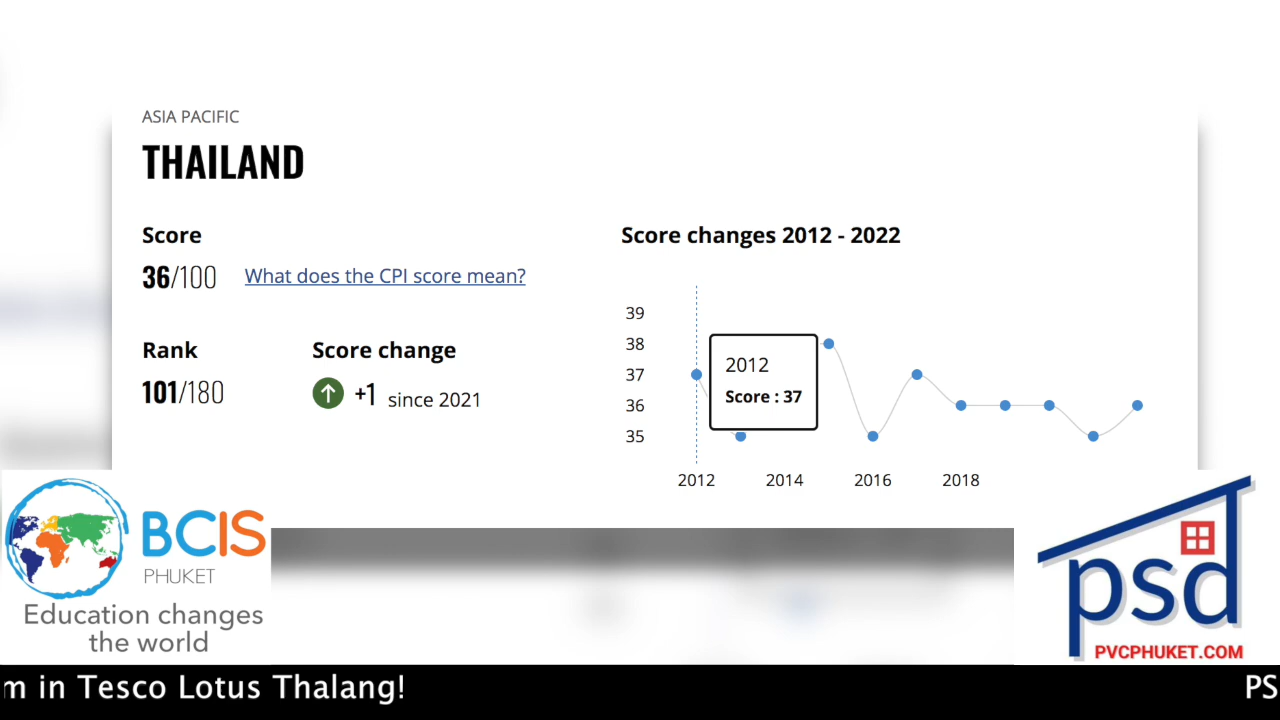 ASIA PACIFIC
THAILAND
Score
36/100 What does the CPI score mean?
Rank
101/180
Score change
+1 since 2021
Score changes 2012 - 2022
39
38
37
36
35
2012
Score : 37
2012 2014 2016 2018
BCIS
PHUKET
Education changes
the world
psd
PVCPHUKET.COM
m in Tesco Lotus Thalang!
PS